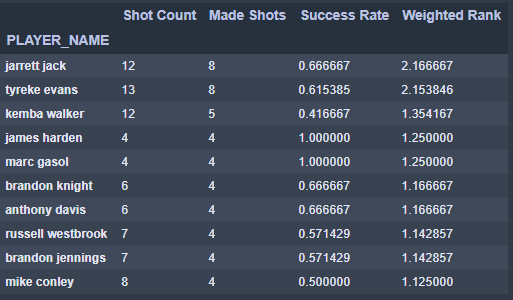 Shot Count Made Shots Success Rate Weighted Rank
PLAYER_NAME
jarrett jack 12 8 0.666667 2.166667
tyreke evans 13 8 0.615385 2.153846
kemba walker 12 5 0.416667 1.354167
james harden 4 4 1.000000 1.250000
marc gasol 4 4 1.000000 1.250000
brandon knight 6 4 0.666667 1.166667
anthony davis 6 4 0.666667 1.166667
russell westbrook 7 4 0.571429 1.142857
brandon jennings 7 4 0.571429 1.142857
mike conley 8 4 0.500000 1.125000